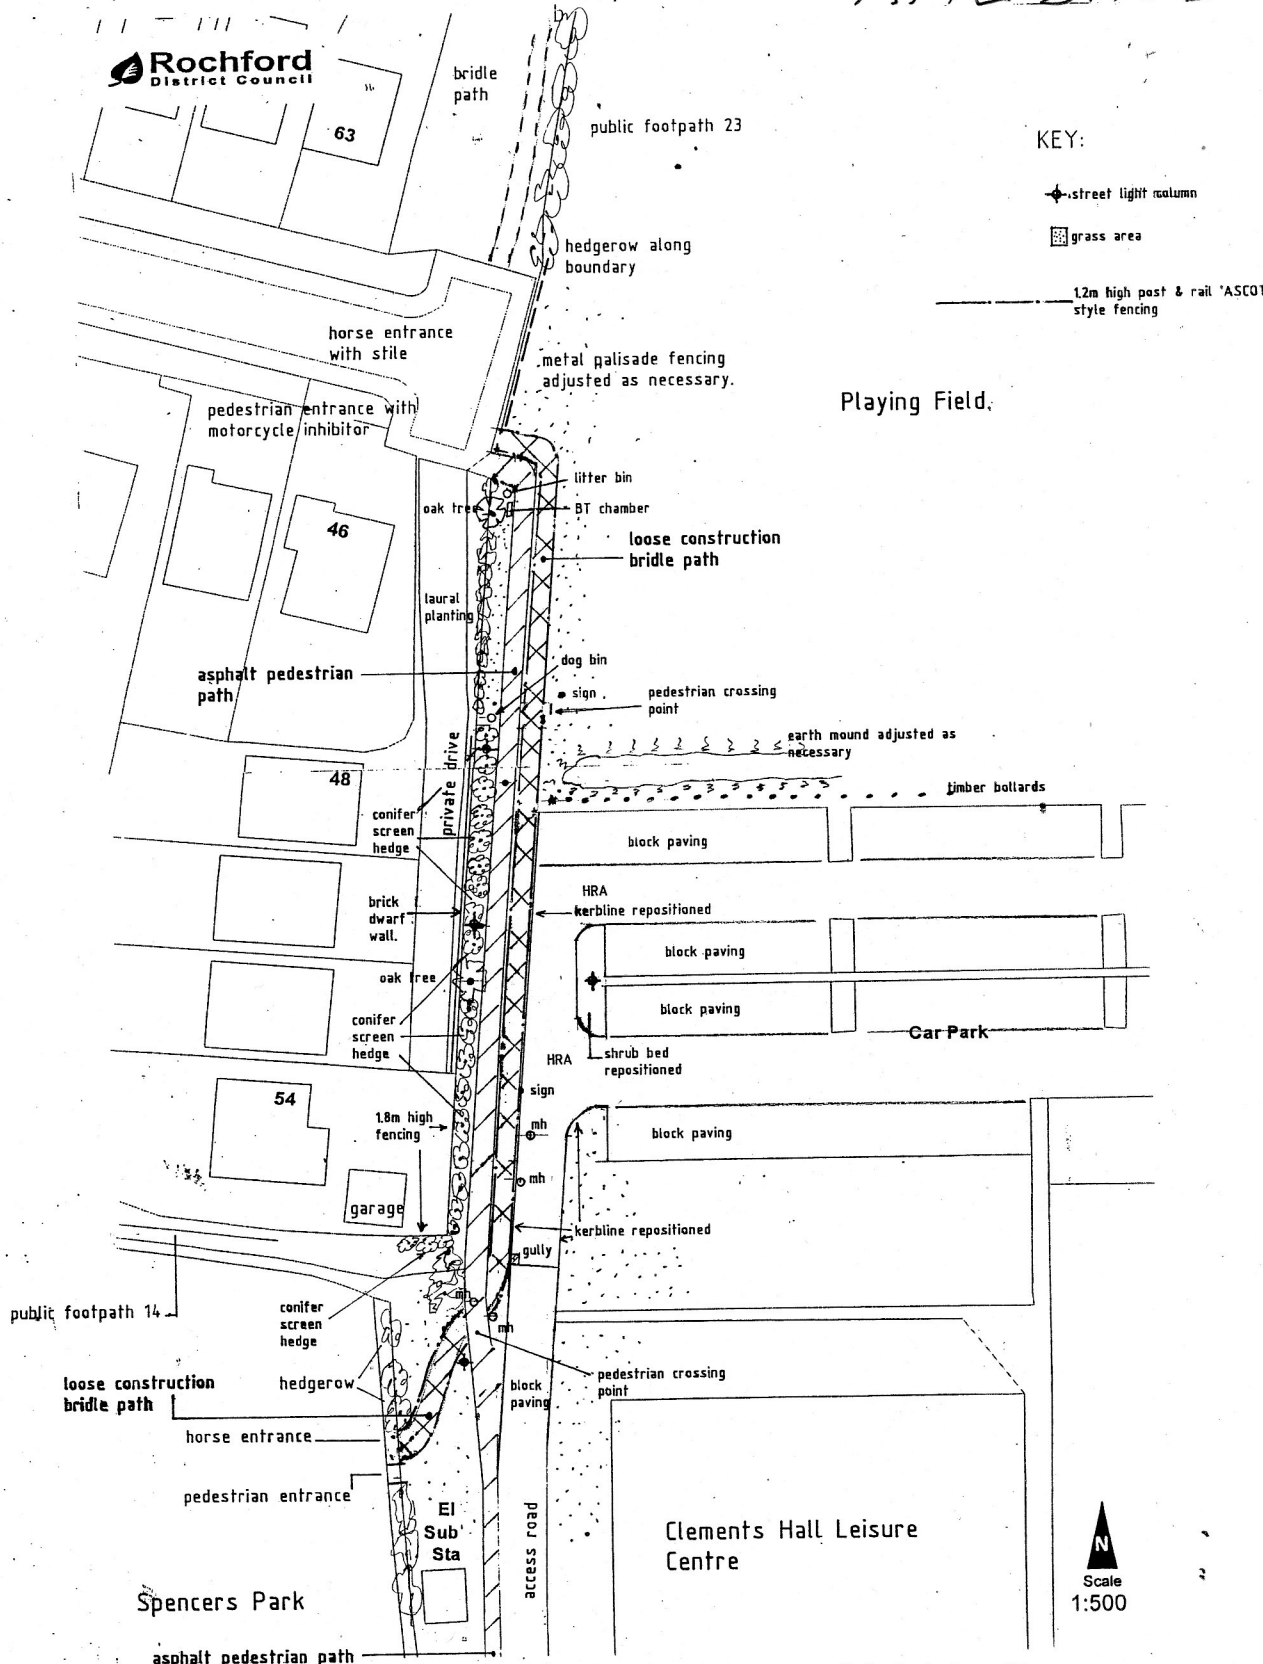 Rochford
District Council
63
bridle
path
public footpath 23
KEY:
street light column
grass area
1.2m high post & rail 'ASCOT
style fencing
hedgerow along
boundary
horse entrance
with stile
metal palisade fencing
adjusted as necessary.
Playing Field.
pedestrian entrance with
motorcycle inhibitor
litter bin
oak tree
BT chamber
46
loose construction
bridle path
laural
planting
asphalt pedestrian
path
dog bin
sign
pedestrian crossing
point
earth mound adjusted as
necessary
private drive
48
timber bollards
conifer
screen
hedge
block paving
HRA
kerbline repositioned
brick
dwarf
wall.
block paving
oak tree
block paving
Car Park
conifer
screen
hedge
HRA
shrub bed
repositioned
54
sign
1.8m high
fencing
mh
block paving
mh
garage
kerbline repositioned
gully
public footpath 14
mh
conifer
screen
hedge
mh
loose construction
bridle path
hedgerow
block
paving
pedestrian crossing
point
horse entrance
pedestrian entrance
El
Sub
Sta
access road
Clements Hall Leisure
Centre
N
Scale
1:500
Spencers Park
asphalt pedestrian path